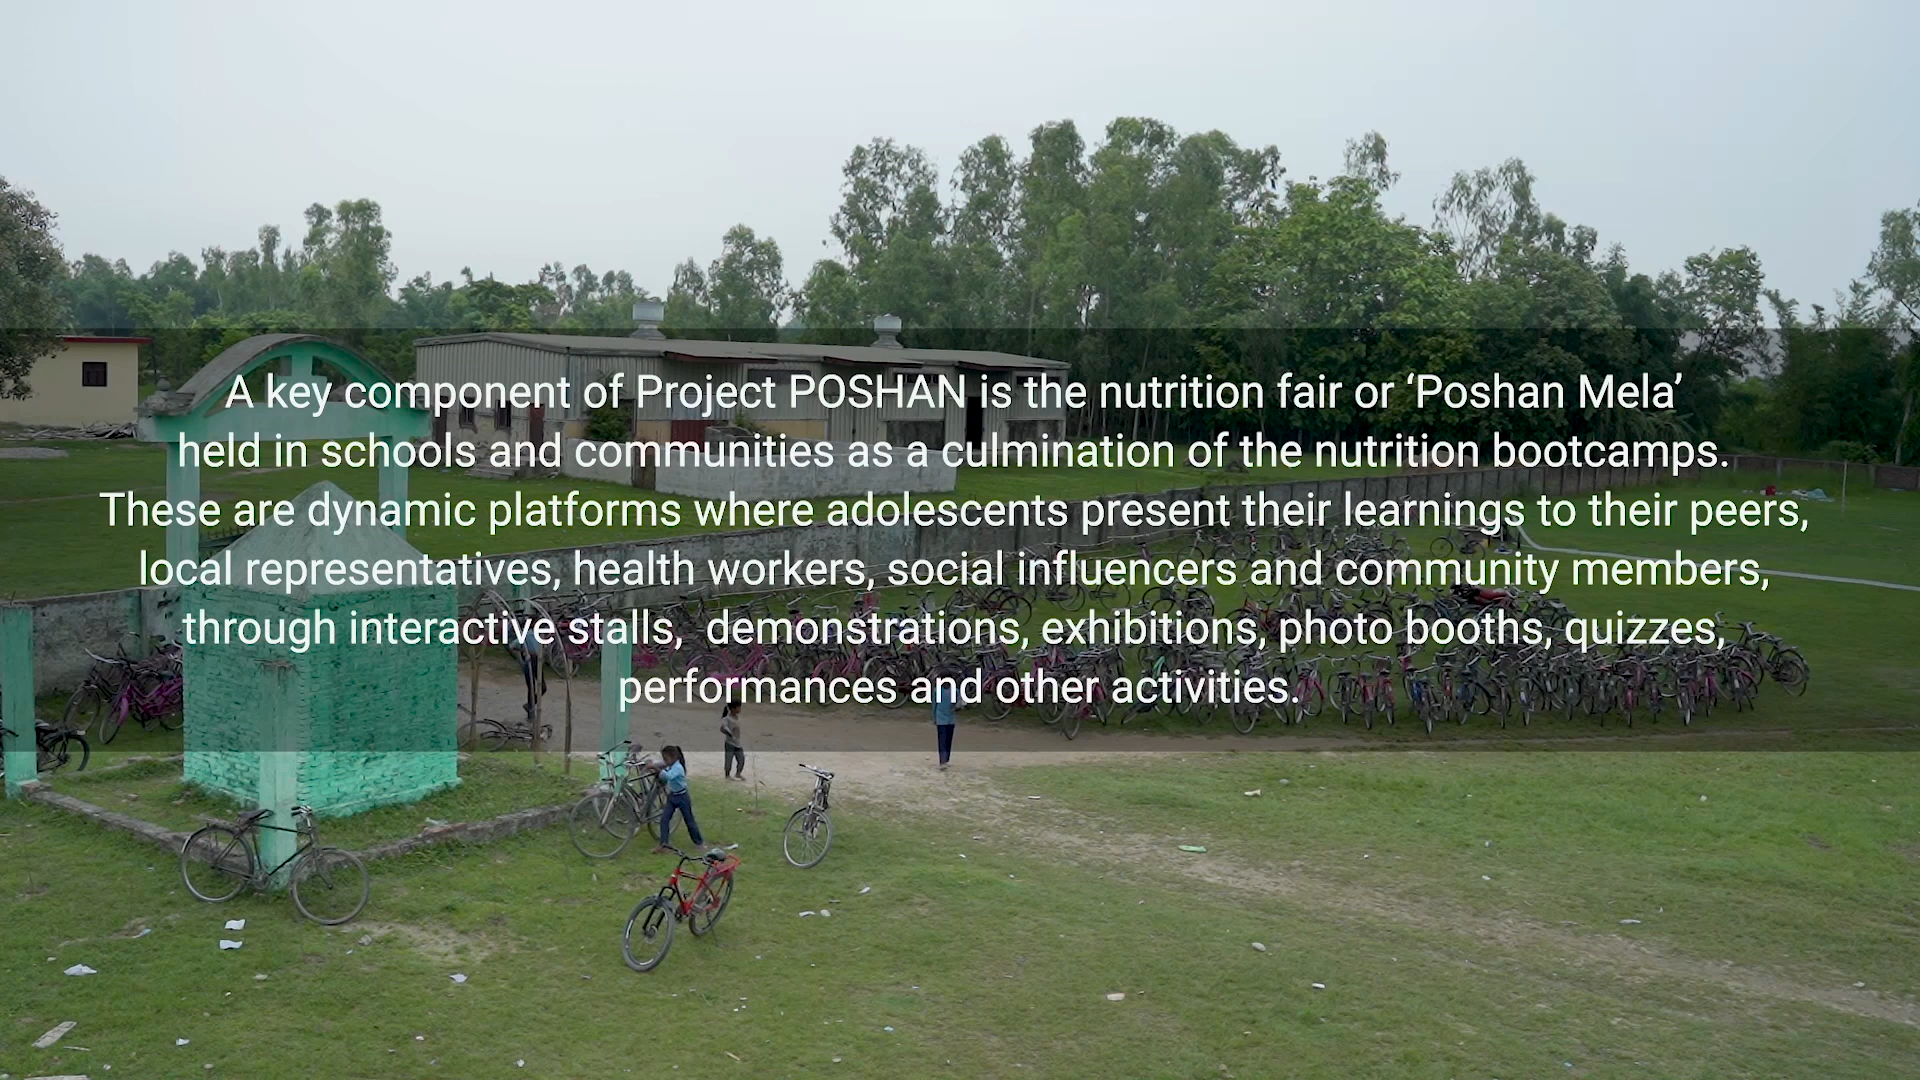 A key component of Project POSHAN is the nutrition fair or ‘Poshan Mela’
held in schools and communities as a culmination of the nutrition bootcamps.
These are dynamic platforms where adolescents present their learnings to their peers,
local representatives, health workers, social influencers and community members,
through interactive stalls,  demonstrations, exhibitions, photo booths, quizzes,
performances and other activities.